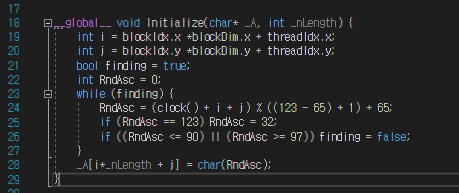 17
18 __global__ void Initialize(char* _A, int _nLength) {
19 int i = blockIdx.x *blockDim.x + threadIdx.x;
20 int j = blockIdx.y *blockDim.y + threadIdx.y;
21 bool finding = true;
22 int RndAsc = 0;
23 while (finding) {
24 RndAsc = (clock() + i + j) % ((123 - 65) + 1) + 65;
25 if (RndAsc == 123) RndAsc = 32;
26 if ((RndAsc <= 90) || (RndAsc >= 97)) finding = false;
27 }
28 _A[i*_nLength + j] = char(RndAsc);
29 }